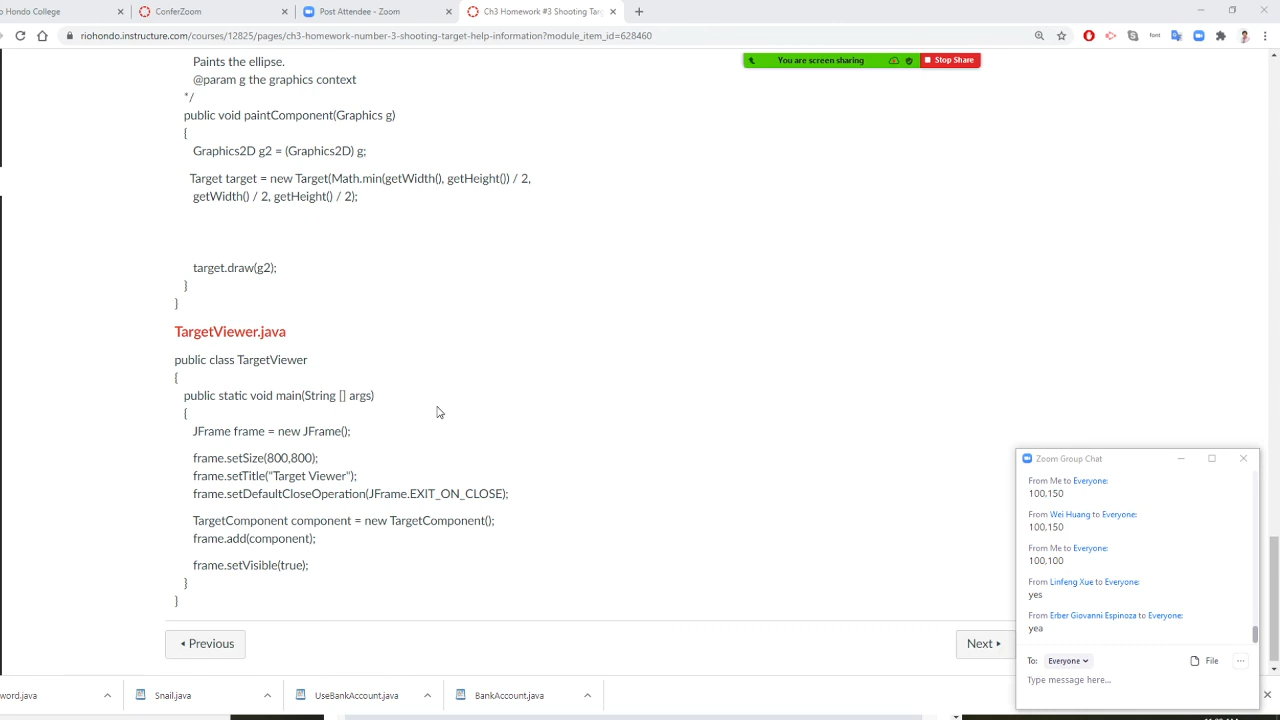 o Hondo College
ConferZoom
Post Attendee - Zoom
Ch3 Homework #3 Shooting Tar
riohondo.instructure.com/courses/12825/pages/ch3-homework-number-3-shooting-target-help-information?module_item_id=628460
You are screen sharing
Stop Share
Paints the ellipse.
@param g the graphics context
*/
public void paintComponent(Graphics g)
{
Graphics2D g2 = (Graphics2D) g;
Target target = new Target(Math.min(getWidth(), getHeight()) / 2,
getWidth() / 2, getHeight() / 2);
target.draw(g2);
}
}
TargetViewer.java
public class TargetViewer
{
public static void main(String [] args)
{
JFrame frame = new JFrame();
frame.setSize(800,800);
frame.setTitle("Target Viewer");
frame.setDefaultCloseOperation(JFrame.EXIT_ON_CLOSE);
TargetComponent component = new TargetComponent();
frame.add(component);
frame.setVisible(true);
}
}
Previous
Next
Zoom Group Chat
From Me to Everyone:
100,150
From Wei Huang to Everyone:
100,150
From Me to Everyone:
100,100
From Linfeng Xue to Everyone:
yes
From Erber Giovanni Espinoza to Everyone:
yea
To: Everyone
File
Type message here...
word.java
Snail.java
UseBankAccount.java
BankAccount.java